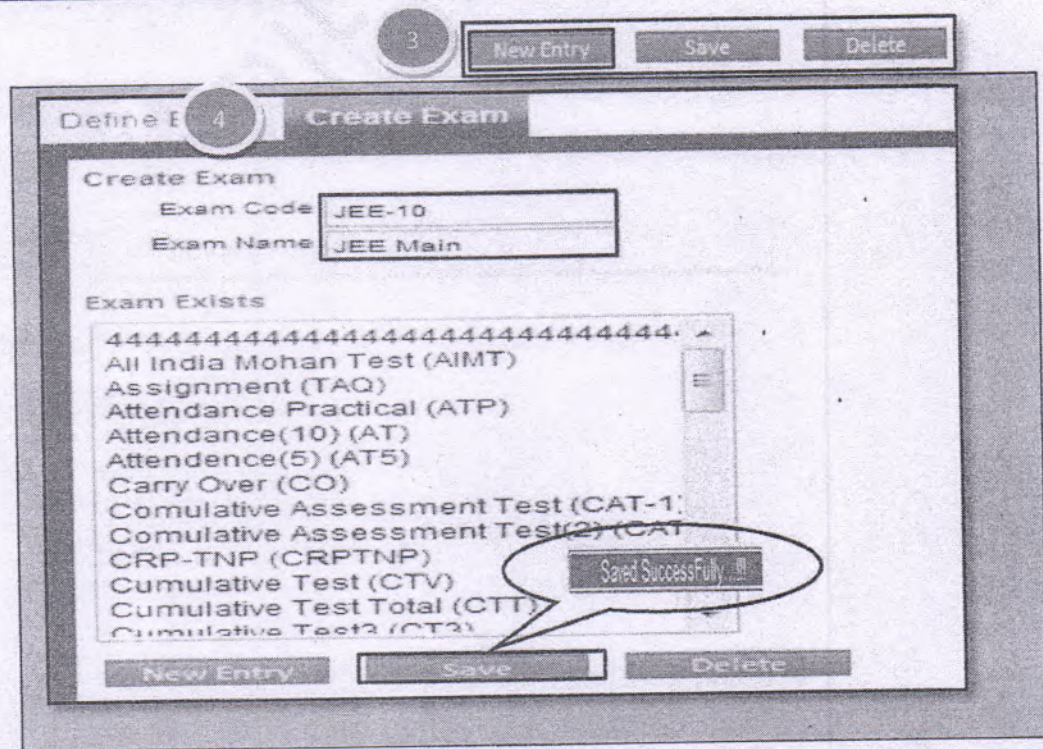 3 New Entry Save Delete
Define E 4 Create Exam
Create Exam
Exam Code JEE-10
Exam Name JEE Main
Exam Exists
All India Mohan Test (AIMT)
Assignment (TAQ)
Attendance Practical (ATP)
Attendance(10) (AT)
Attendence(5) (AT5)
Carry Over (CO)
Comulative Assessment Test (CAT-1)
Comulative Assessment Test(2) (CAT
CRP-TNP (CRPTNP)
Saved SuccessFully...!!!
Cumulative Test (CTV)
Cumulative Test Total (CTT)
Cumulative Test3 (CT3)
New Entry Save Delete